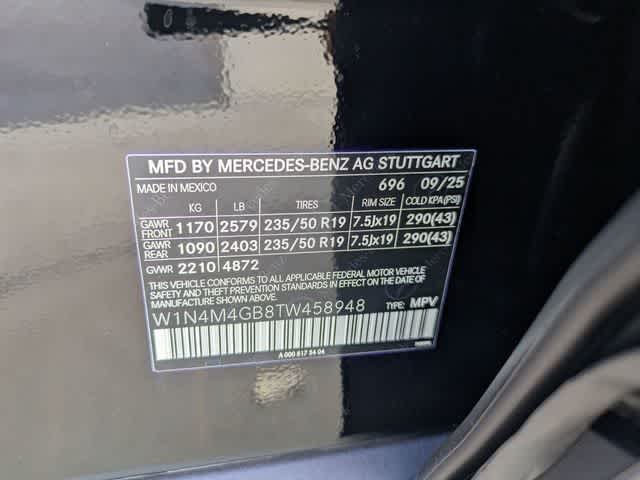 MFD BY MERCEDES-BENZ AG STUTTGART
MADE IN MEXICO 696 09/25
KG LB TIRES RIM SIZE COLD KPA(PSI)
GAWR FRONT 1170 2579 235/50 R19 7.5Jx19 290(43)
GAWR REAR 1090 2403 235/50 R19 7.5Jx19 290(43)
GVWR 2210 4872
THIS VEHICLE CONFORMS TO ALL APPLICABLE FEDERAL MOTOR VEHICLE
SAFETY AND THEFT PREVENTION STANDARDS IN EFFECT ON THE
DATE OF MANUFACTURE SHOWN ABOVE.
W1N4M4GB8TW458948 TYPE: MPV
A 000 817 54 04